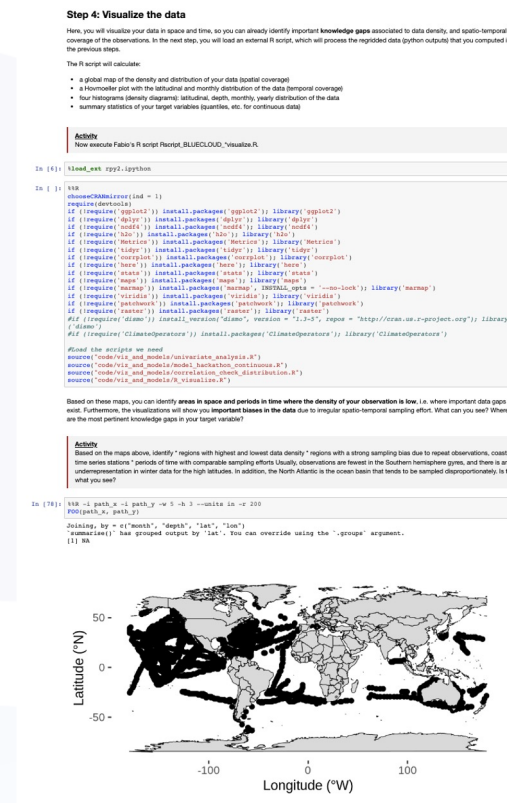 Step 4: Visualize the data
Here, you will visualize your data in space and time, so you can already identify important knowledge gaps associated to data density, and spatio-temporal
coverage of the observations. In the next step, you will load an external R script, which will process the regridded data (python outputs) that you computed i
the previous steps.
The R script will calculate:
• a global map of the density and distribution of your data (spatial coverage)
• a Hovmoeller plot with the latitudinal and monthly distribution of the data (temporal coverage)
• four histograms (density diagrams): latitudinal, depth, monthly, yearly distribution of the data
• summary statistics of your target variables (quantiles, etc. for continuous data)
Activity
Now execute Fabio's R script Rscript_BLUECLOUD_*visualize.R.
In [6]: %load_ext rpy2.ipython
In [ ]: %%R
chooseCRANmirror(ind = 1)
require(devtools)
if (!require('ggplot2')) install.packages('ggplot2'); library('ggplot2')
if (!require('dplyr')) install.packages('dplyr'); library('dplyr')
if (!require('ncdf4')) install.packages('ncdf4'); library('ncdf4')
if (!require('h2o')) install.packages('h2o'); library('h2o')
if (!require('Metrics')) install.packages('Metrics'); library('Metrics')
if (!require('tidyr')) install.packages('tidyr'); library('tidyr')
if (!require('corrplot')) install.packages('corrplot'); library('corrplot')
if (!require('here')) install.packages('here'); library('here')
if (!require('stats')) install.packages('stats'); library('stats')
if (!require('maps')) install.packages('maps'); library('maps')
if (!require('marmap')) install.packages('marmap', INSTALL_opts = '--no-lock'); library('marmap')
if (!require('viridis')) install.packages('viridis'); library('viridis')
if (!require('patchwork')) install.packages('patchwork'); library('patchwork')
if (!require('raster')) install.packages('raster'); library('raster')
#if (!require('dismo')) install_version("dismo", version = "1.3-5", repos = "http://cran.us.r-project.org"); library
('dismo')
#if (!require('ClimateOperators')) install.packages('ClimateOperators'); library('ClimateOperators')
#Load the scripts we need
source("code/viz_and_models/univariate_analysis.R")
source("code/viz_and_models/model_hackathon_continuous.R")
source("code/viz_and_models/correlation_check_distribution.R")
source("code/viz_and_models/R_visualize.R")
Based on these maps, you can identify areas in space and periods in time where the density of your observation is low, i.e. where important data gaps
exist. Furthermore, the visualizations will show you important biases in the data due to irregular spatio-temporal sampling effort. What can you see? Where
are the most pertinent knowledge gaps in your target variable?
Activity
Based on the maps above, identify * regions with highest and lowest data density * regions with a strong sampling bias due to repeat observations, coast
time series stations * periods of time with comparable sampling efforts Usually, observations are fewest in the Southern hemisphere gyres, and there is an
underrepresentation in winter data for the high latitudes. In addition, the North Atlantic is the ocean basin that tends to be sampled disproportionately. Is t
what you see?
In [78]: %%R -i path_x -i path_y -w 5 -h 3 --units in -r 200
FOO(path_x, path_y)
Joining, by = c("month", "depth", "lat", "lon")
`summarise()` has grouped output by 'lat'. You can override using the `.groups` argument.
[1] NA
50
0
-50
Latitude (°N)
-100 0 100
Longitude (°W)